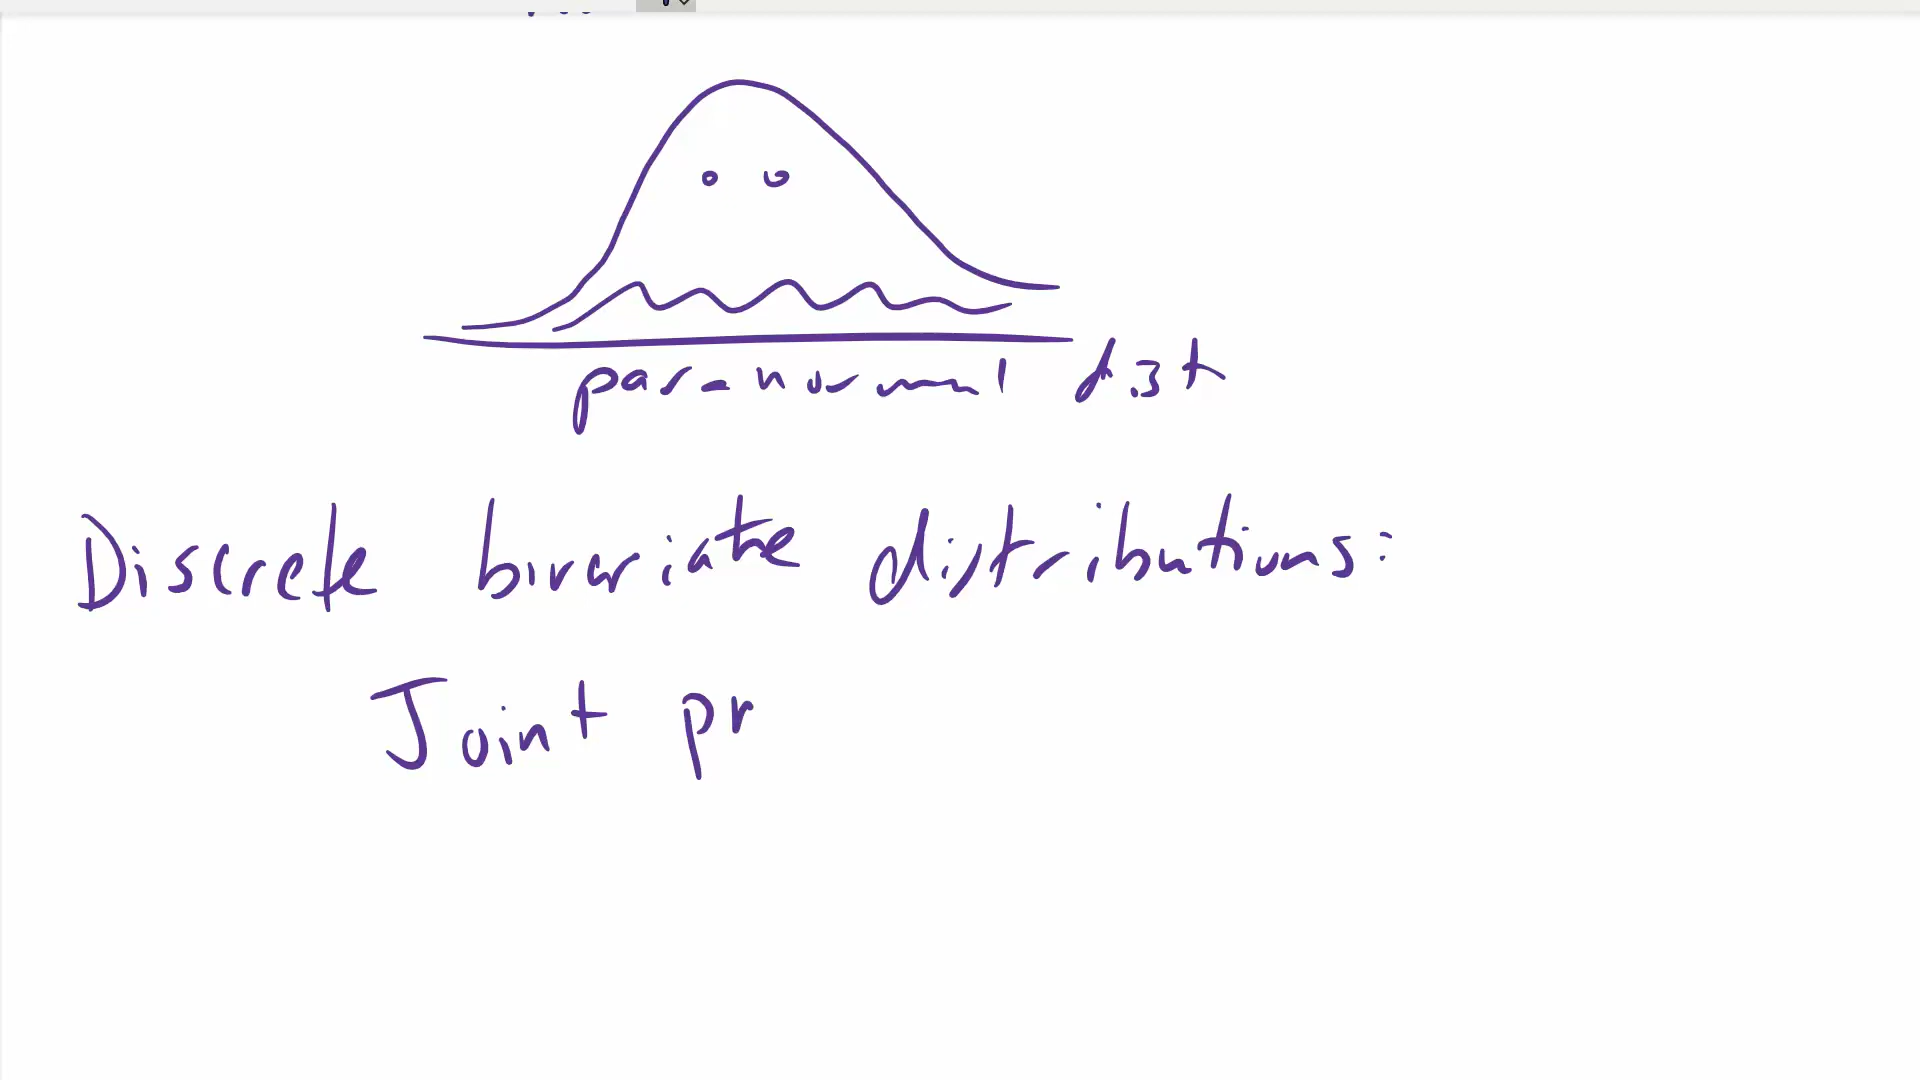 paranormal dist
Discrete bivariate distributions:
Joint pr